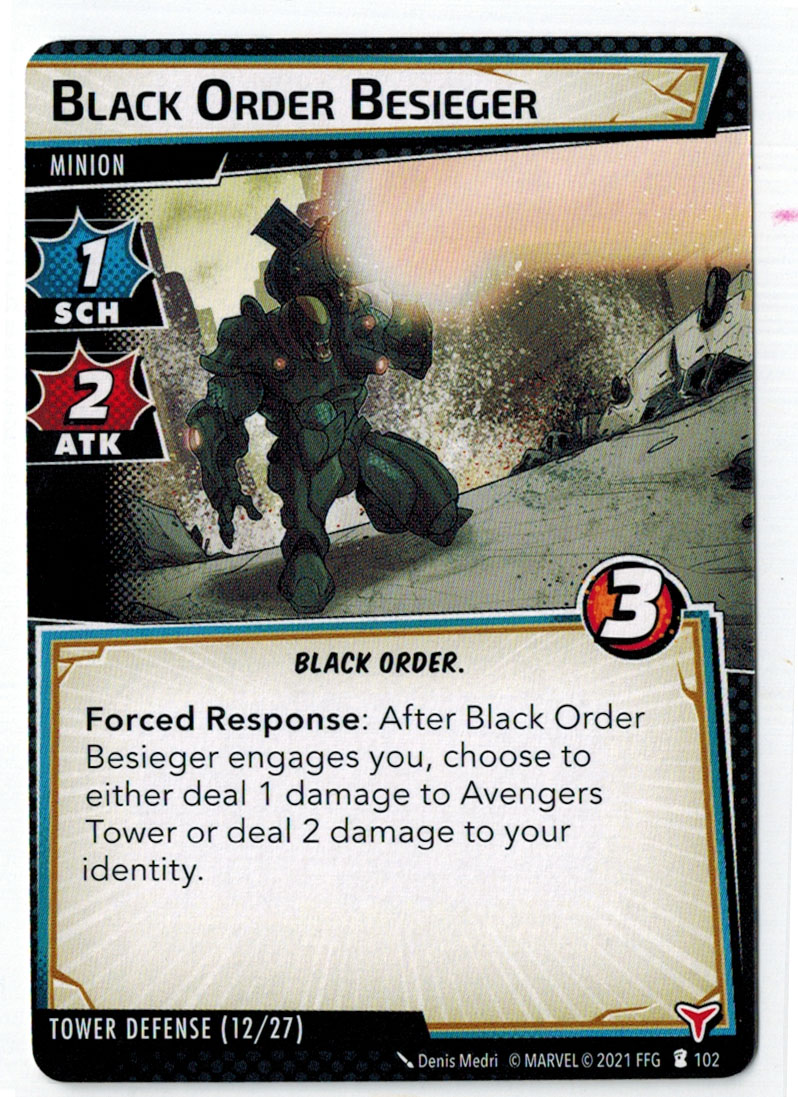 BLACK ORDER BESIEGER
MINION
1
SCH
2
ATK
3
BLACK ORDER.
Forced Response: After Black Order
Besieger engages you, choose to
either deal 1 damage to Avengers
Tower or deal 2 damage to your
identity.
TOWER DEFENSE (12/27)
Denis Medri © MARVEL © 2021 FFG 102